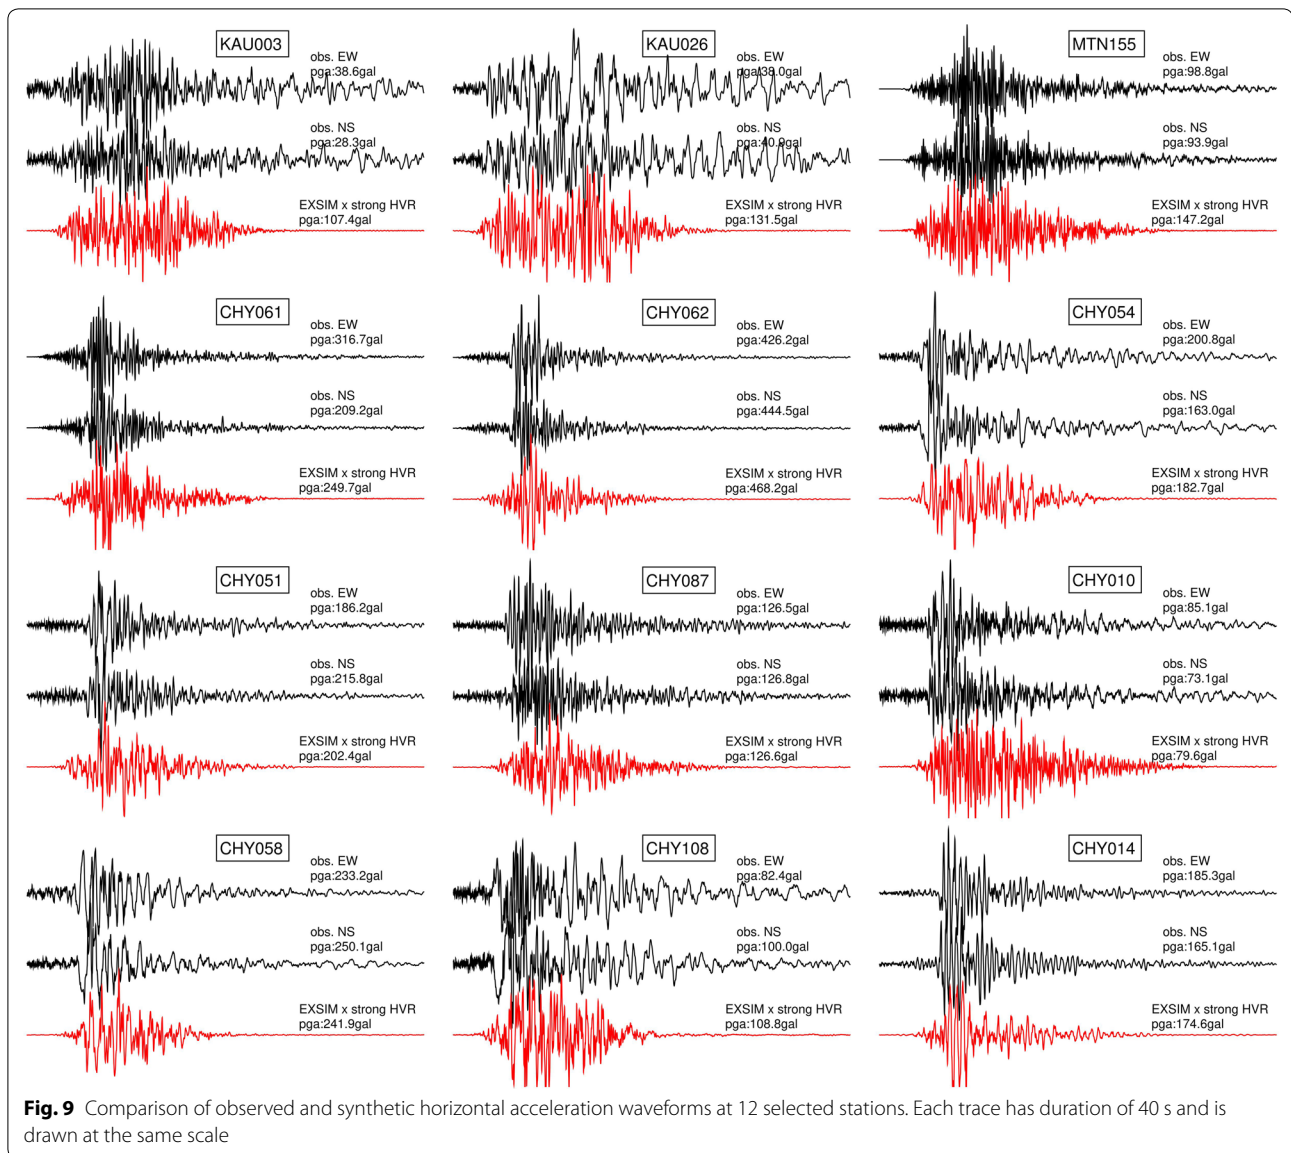 KAU003
obs. EW
pga:38.6gal
obs. NS
pga:28.3gal
EXSIM x strong HVR
pga:107.4gal
KAU026
obs. EW
pga:38.0gal
obs. NS
pga:40.9gal
EXSIM x strong HVR
pga:131.5gal
MTN155
obs. EW
pga:98.8gal
obs. NS
pga:93.9gal
EXSIM x strong HVR
pga:147.2gal
CHY061
obs. EW
pga:316.7gal
obs. NS
pga:209.2gal
EXSIM x strong HVR
pga:249.7gal
CHY062
obs. EW
pga:426.2gal
obs. NS
pga:444.5gal
EXSIM x strong HVR
pga:468.2gal
CHY054
obs. EW
pga:200.8gal
obs. NS
pga:163.0gal
EXSIM x strong HVR
pga:182.7gal
CHY051
obs. EW
pga:186.2gal
obs. NS
pga:215.8gal
EXSIM x strong HVR
pga:202.4gal
CHY087
obs. EW
pga:126.5gal
obs. NS
pga:126.8gal
EXSIM x strong HVR
pga:126.6gal
CHY010
obs. EW
pga:85.1gal
obs. NS
pga:73.1gal
EXSIM x strong HVR
pga:79.6gal
CHY058
obs. EW
pga:233.2gal
obs. NS
pga:250.1gal
EXSIM x strong HVR
pga:241.9gal
CHY108
obs. EW
pga:82.4gal
obs. NS
pga:100.0gal
EXSIM x strong HVR
pga:108.8gal
CHY014
obs. EW
pga:185.3gal
obs. NS
pga:165.1gal
EXSIM x strong HVR
pga:174.6gal
Fig. 9 Comparison of observed and synthetic horizontal acceleration waveforms at 12 selected stations. Each trace has duration of 40 s and is
drawn at the same scale